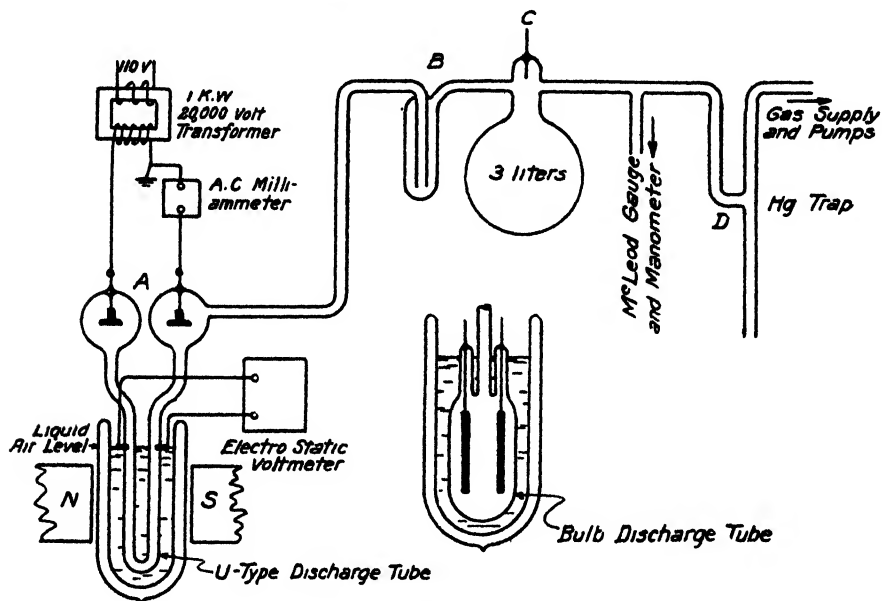 110 V
1 K.W
20,000 Volt
Transformer
A.C Milli-
ammeter
A
B
C
3 liters
McLeod Gauge
and Manometer
D
Gas Supply
and Pumps
Hg Trap
Liquid
Air Level
Electro Static
Voltmeter
N
S
U-Type Discharge Tube
Bulb Discharge Tube